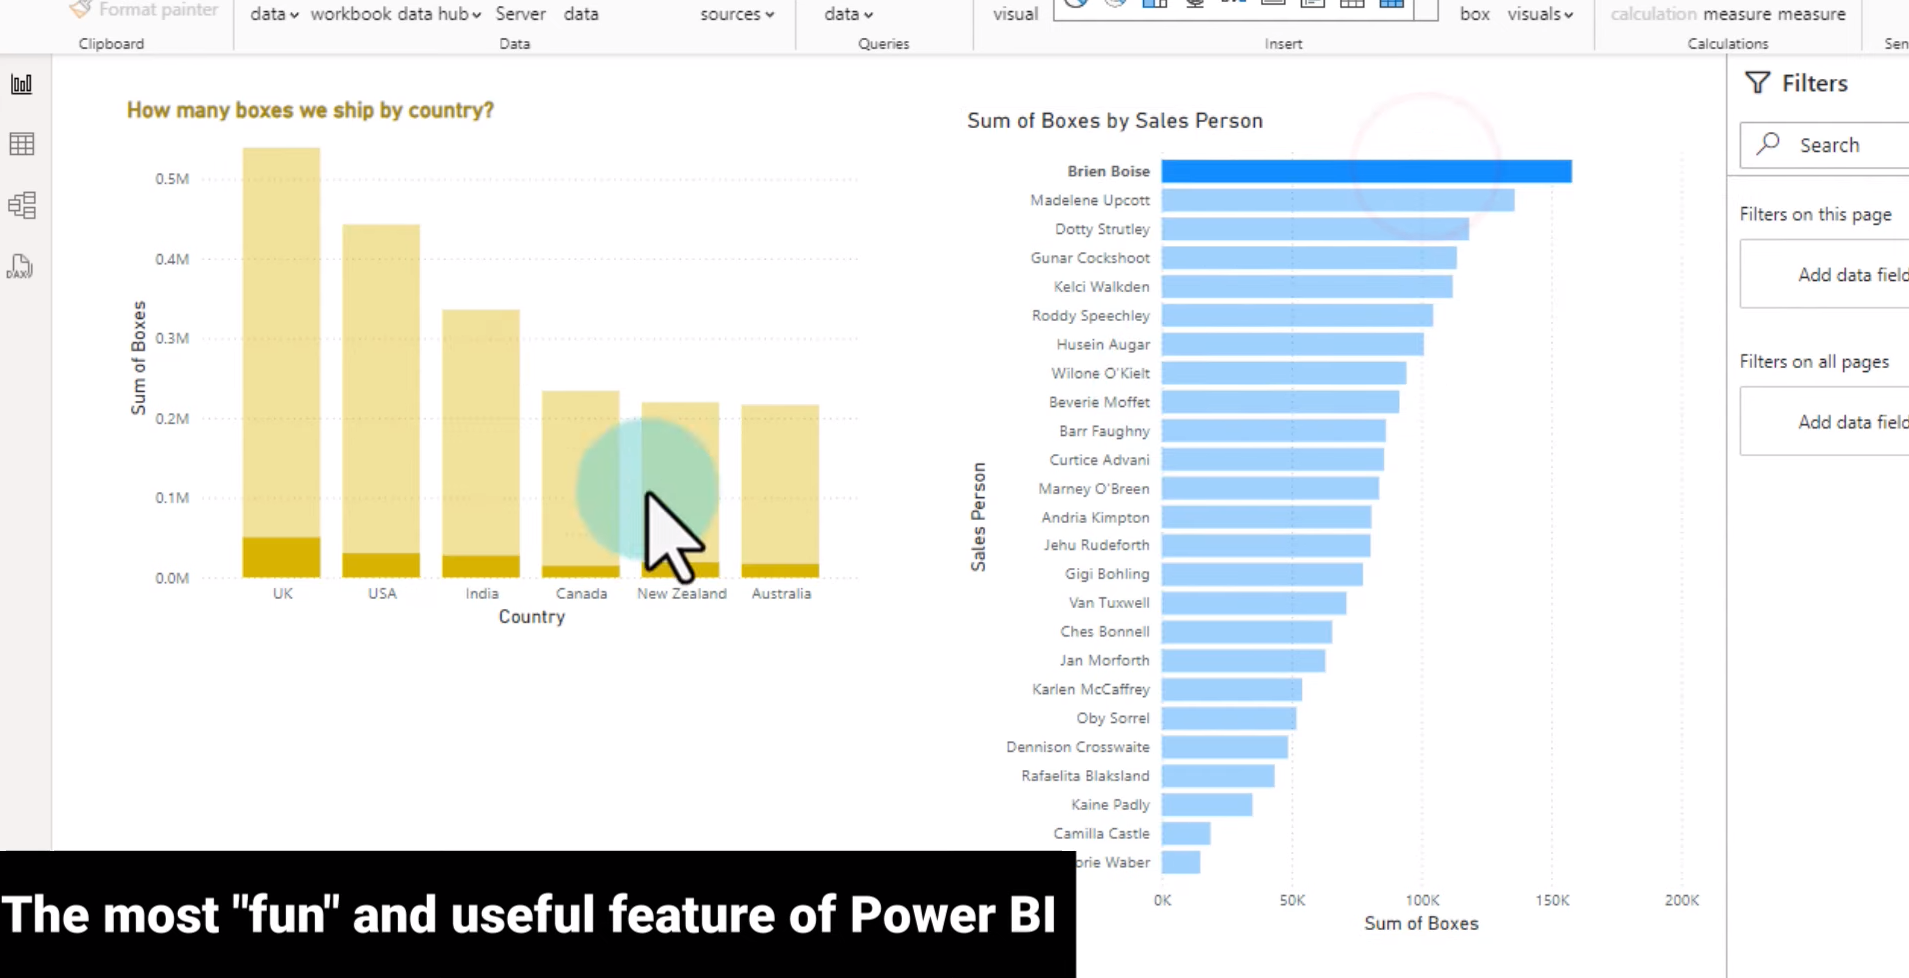 Format painter
data workbook data hub Server data sources data visual box visuals calculation measure measure
Clipboard Data Queries Insert Calculations Sen
How many boxes we ship by country?
0.5M
0.4M
0.3M
0.2M
0.1M
0.0M
Sum of Boxes
UK USA India Canada New Zealand Australia
Country
Sum of Boxes by Sales Person
Sales Person
Brien Boise
Madelene Upcott
Dotty Strutley
Gunar Cockshoot
Kelci Walkden
Roddy Speechley
Husein Augar
Wilone O'Kielt
Beverie Moffet
Barr Faughny
Curtice Advani
Marney O'Breen
Andria Kimpton
Jehu Rudeforth
Gigi Bohling
Van Tuxwell
Ches Bonnell
Jan Morforth
Karlen McCaffrey
Oby Sorrel
Dennison Crosswaite
Rafaelita Blaksland
Kaine Padly
Camilla Castle
orie Waber
0K 50K 100K 150K 200K
Sum of Boxes
Filters
Search
Filters on this page
Add data field
Filters on all pages
Add data field
DAX
The most "fun" and useful feature of Power BI